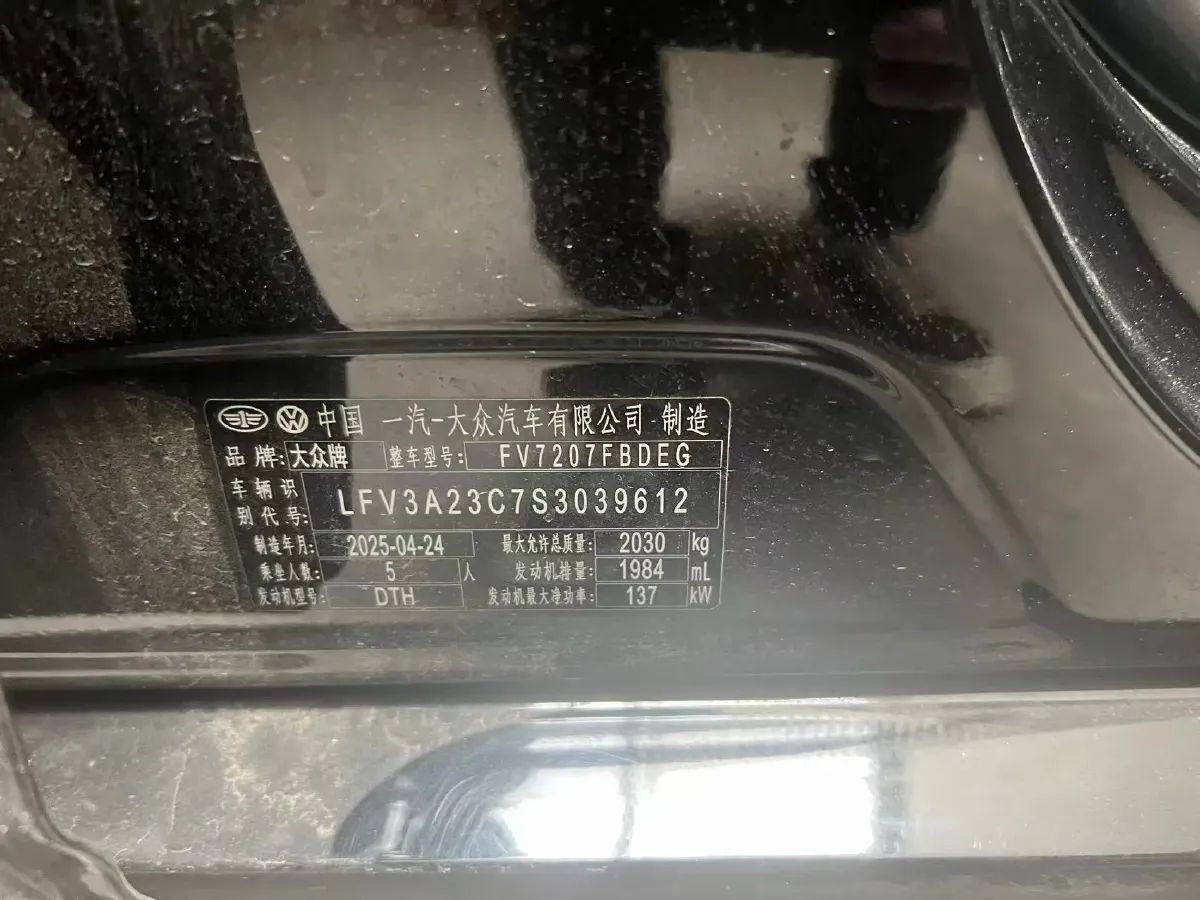 中国 一汽-大众汽车有限公司 制造
品牌: 大众牌 整车型号: FV7207FBDEG
车辆识别代号: LFV3A23C7S3039612
制造年月: 2025-04-24 最大允许总质量: 2030 kg
乘坐人数: 5 人 发动机排量: 1984 mL
发动机型号: DTH 发动机最大净功率: 137 kW